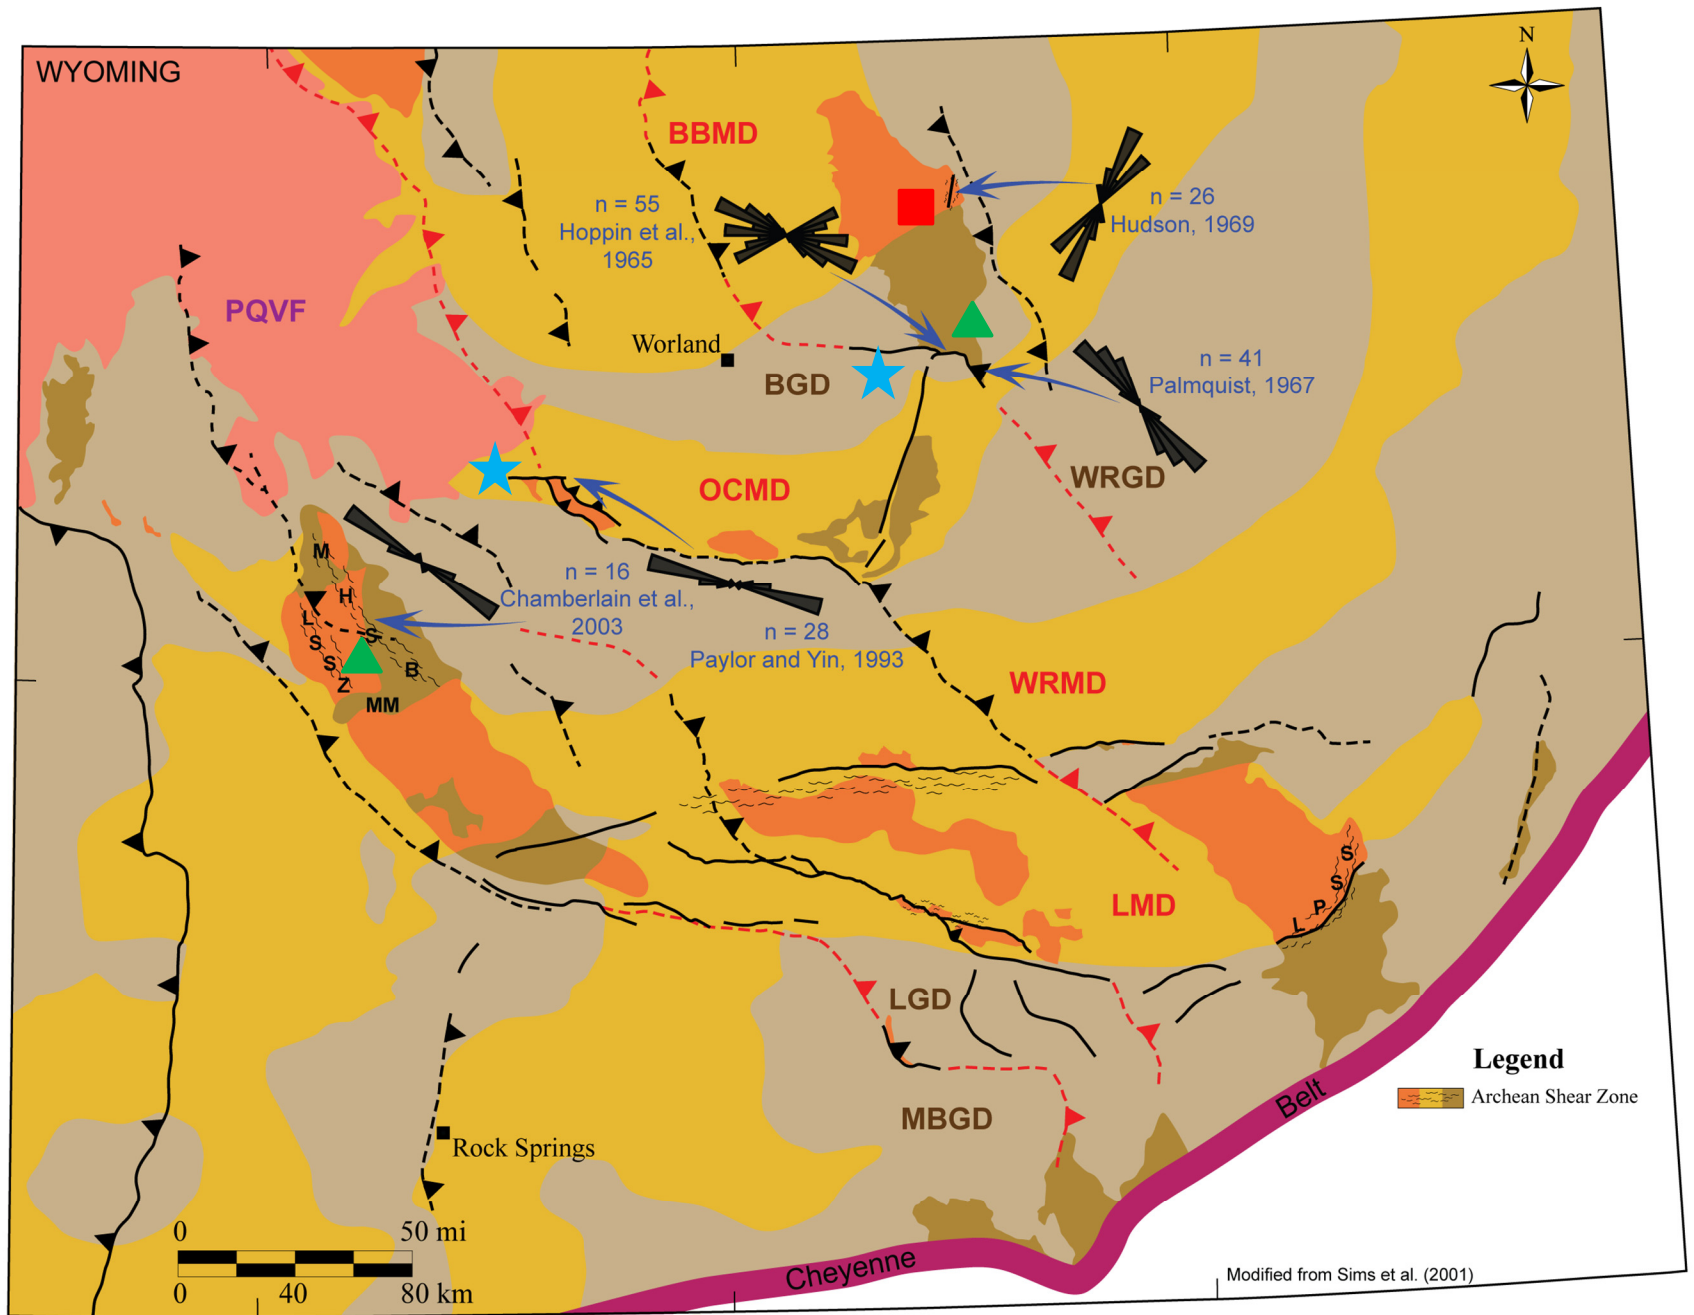 WYOMING
N
BBMD
n = 55
Hoppin et al.,
1965
n = 26
Hudson, 1969
PQVF
Worland
BGD
n = 41
Palmquist, 1967
WRGD
OCMD
M
H
L
S
S
S
Z
B
MM
n = 16
Chamberlain et al.,
2003
n = 28
Paylor and Yin, 1993
WRMD
LMD
S
S
P
L
LGD
MBGD
Legend
Archean Shear Zone
Rock Springs
Cheyenne
Belt
0 50 mi
0 40 80 km
Modified from Sims et al. (2001)